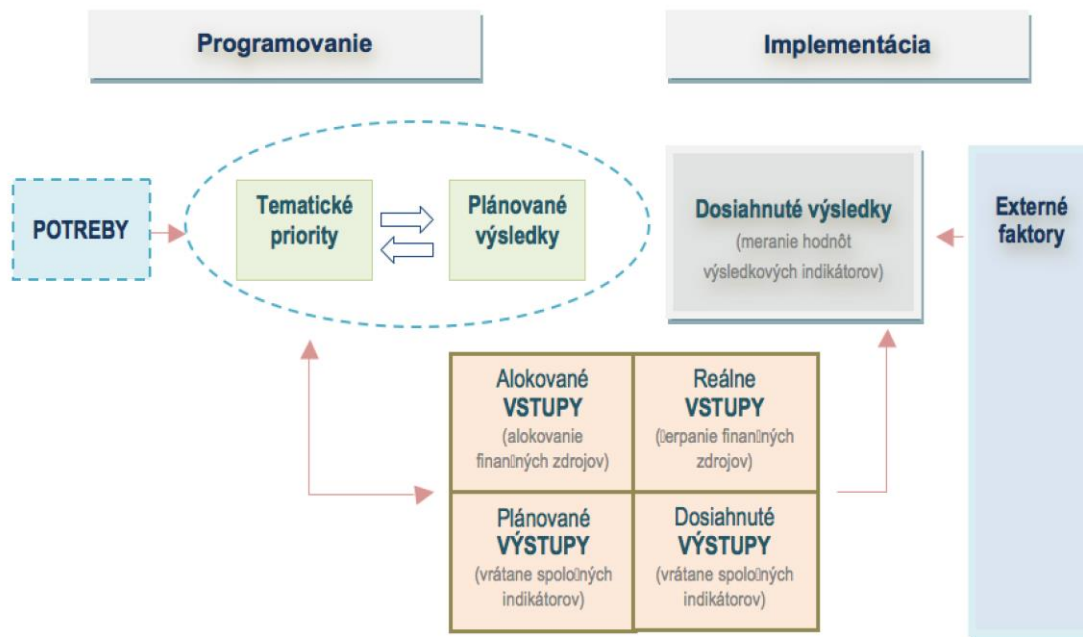 Programovanie
Implementácia
POTREBY
Tematické
priority
Plánované
výsledky
Dosiahnuté výsledky
(meranie hodnôt
výsledkových indikátorov)
Externé
faktory
Alokované
VSTUPY
(alokovanie
finan▯ných zdrojov)
Reálne
VSTUPY
(▯erpanie finan▯ných
zdrojov)
Plánované
VÝSTUPY
(vrátane spolo▯ných
indikátorov)
Dosiahnuté
VÝSTUPY
(vrátane spolo▯ných
indikátorov)